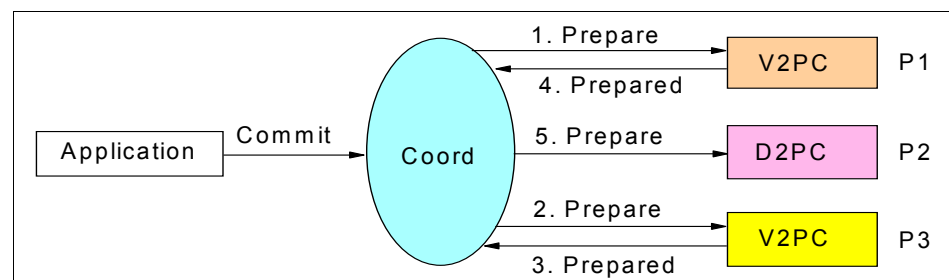 1. Prepare
V2PC P1
4. Prepared
Commit
Application
Coord
5. Prepare
D2PC P2
2. Prepare
V2PC P3
3. Prepared